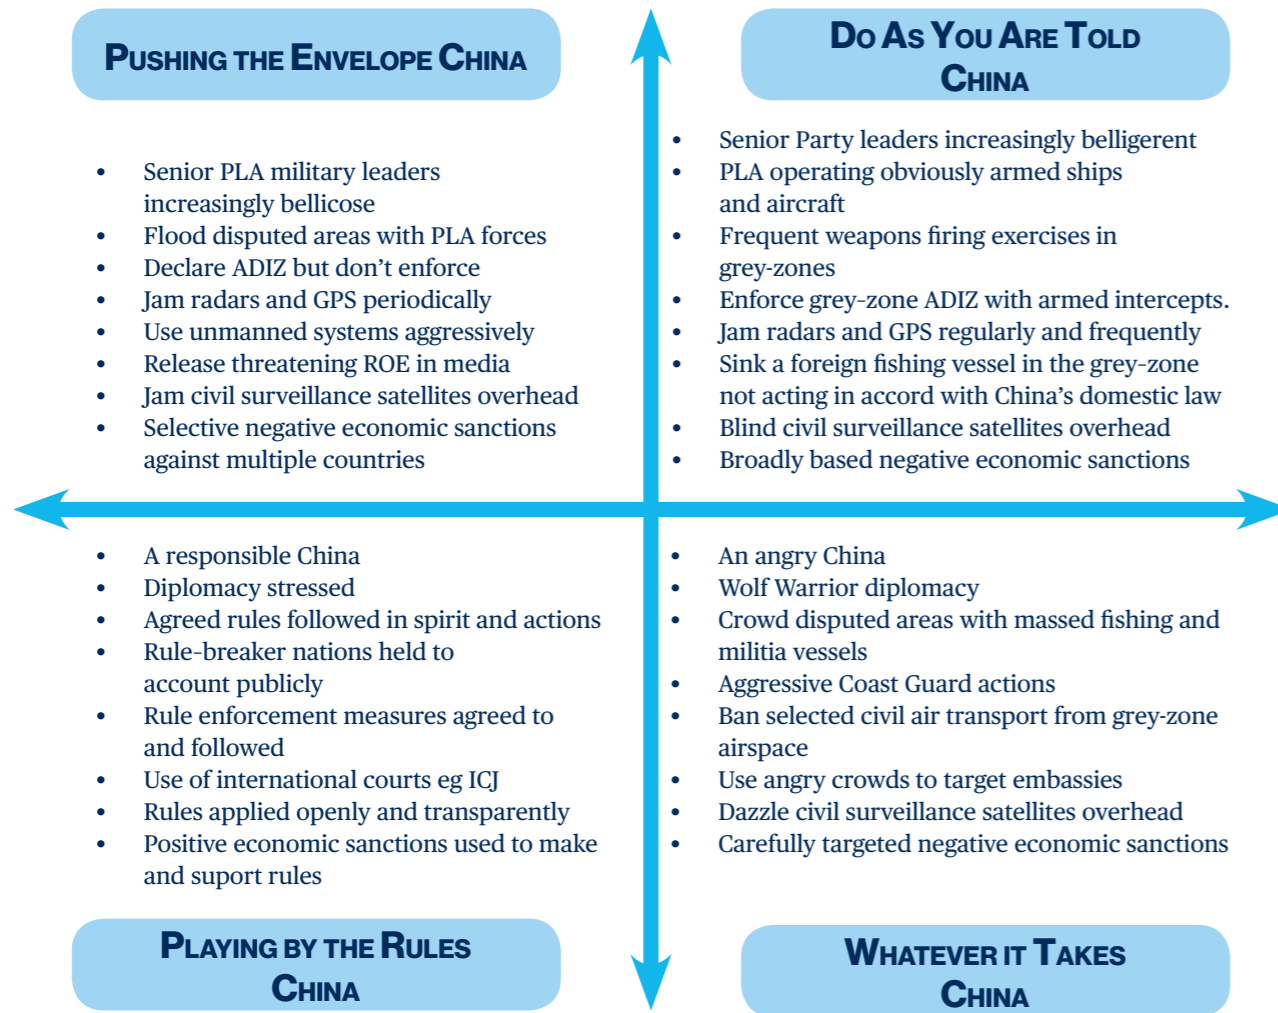 PUSHING THE ENVELOPE CHINA
• Senior PLA military leaders
increasingly bellicose
• Flood disputed areas with PLA forces
• Declare ADIZ but don’t enforce
• Jam radars and GPS periodically
• Use unmanned systems aggressively
• Release threatening ROE in media
• Jam civil surveillance satellites overhead
• Selective negative economic sanctions
against multiple countries
DO AS YOU ARE TOLD
CHINA
• Senior Party leaders increasingly belligerent
• PLA operating obviously armed ships
and aircraft
• Frequent weapons firing exercises in
grey-zones
• Enforce grey-zone ADIZ with armed intercepts.
• Jam radars and GPS regularly and frequently
• Sink a foreign fishing vessel in the grey-zone
not acting in accord with China’s domestic law
• Blind civil surveillance satellites overhead
• Broadly based negative economic sanctions
• A responsible China
• Diplomacy stressed
• Agreed rules followed in spirit and actions
• Rule-breaker nations held to
account publicly
• Rule enforcement measures agreed to
and followed
• Use of international courts eg ICJ
• Rules applied openly and transparently
• Positive economic sanctions used to make
and suport rules
PLAYING BY THE RULES
CHINA
• An angry China
• Wolf Warrior diplomacy
• Crowd disputed areas with massed fishing and
militia vessels
• Aggressive Coast Guard actions
• Ban selected civil air transport from grey-zone
airspace
• Use angry crowds to target embassies
• Dazzle civil surveillance satellites overhead
• Carefully targeted negative economic sanctions
WHATEVER IT TAKES
CHINA